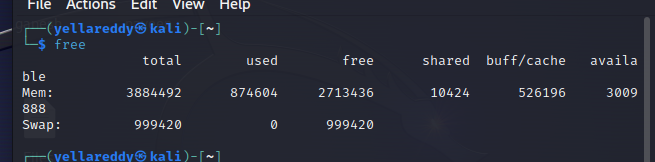 File Actions Edit View Help
┌──(yellareddy㉿kali)-[~]
└─$ free
total used free shared buff/cache availa
ble
Mem: 3884492 874604 2713436 10424 526196 3009
888
Swap: 999420 0 999420
┌──(yellareddy㉿kali)-[~]